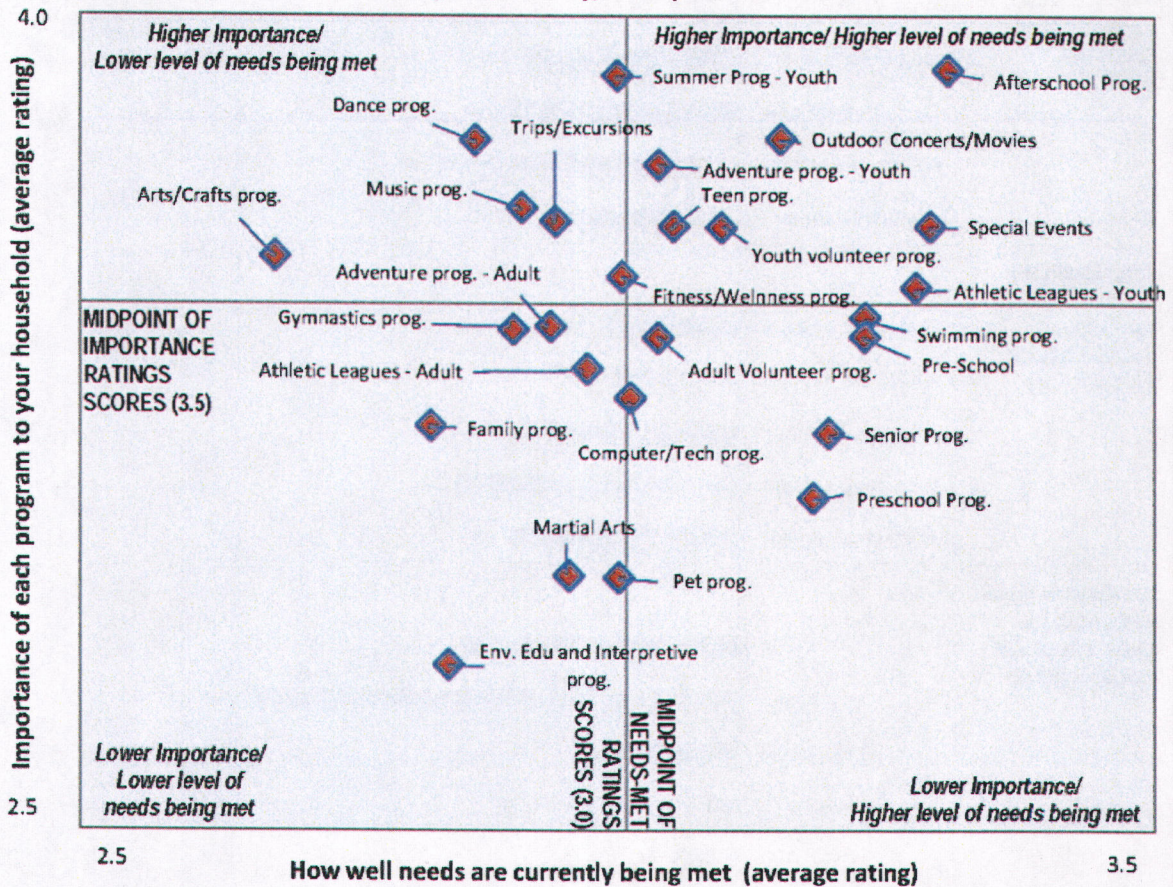 4.0
Higher Importance/
Lower level of needs being met
Higher Importance/ Higher level of needs being met
Summer Prog - Youth
Afterschool Prog.
Dance prog.
Trips/Excursions
Outdoor Concerts/Movies
Adventure prog. - Youth
Arts/Crafts prog.
Music prog.
Teen prog.
Special Events
Youth volunteer prog.
Adventure prog. - Adult
Fitness/Welnness prog.
Athletic Leagues - Youth
MIDPOINT OF
IMPORTANCE
RATINGS
SCORES (3.5)
Gymnastics prog.
Swimming prog.
Pre-School
Athletic Leagues - Adult
Adult Volunteer prog.
Family prog.
Computer/Tech prog.
Senior Prog.
Preschool Prog.
Martial Arts
Pet prog.
Env. Edu and Interpretive
prog.
MIDPOINT OF
NEEDS-MET
RATINGS
SCORES (3.0)
Lower Importance/
Lower level of
needs being met
Lower Importance/
Higher level of needs being met
2.5
2.5
3.5
How well needs are currently being met (average rating)
Importance of each program to your household (average rating)